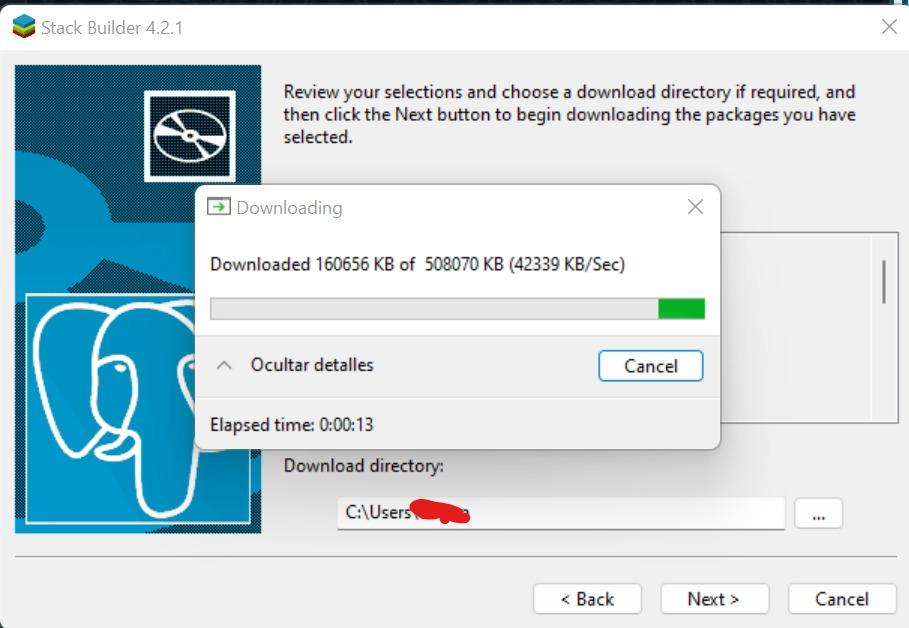 Stack Builder 4.2.1
Review your selections and choose a download directory if required, and
then click the Next button to begin downloading the packages you have
selected.
Downloading
Downloaded 160656 KB of  508070 KB (42339 KB/Sec)
Ocultar detalles
Cancel
Elapsed time: 0:00:13
Download directory:
C:\Users
...
< Back
Next >
Cancel